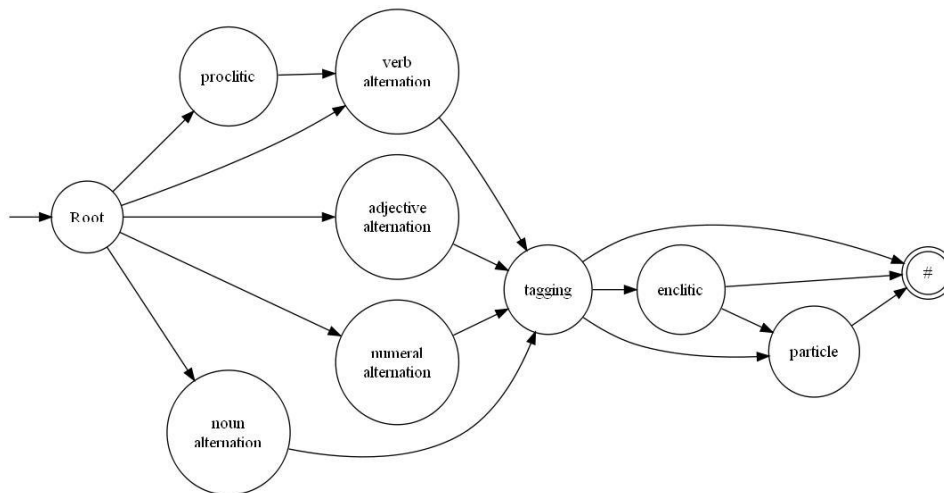 proclitic
verb
alternation
Root
adjective
alternation
tagging
enclitic
#
numeral
alternation
particle
noun
alternation